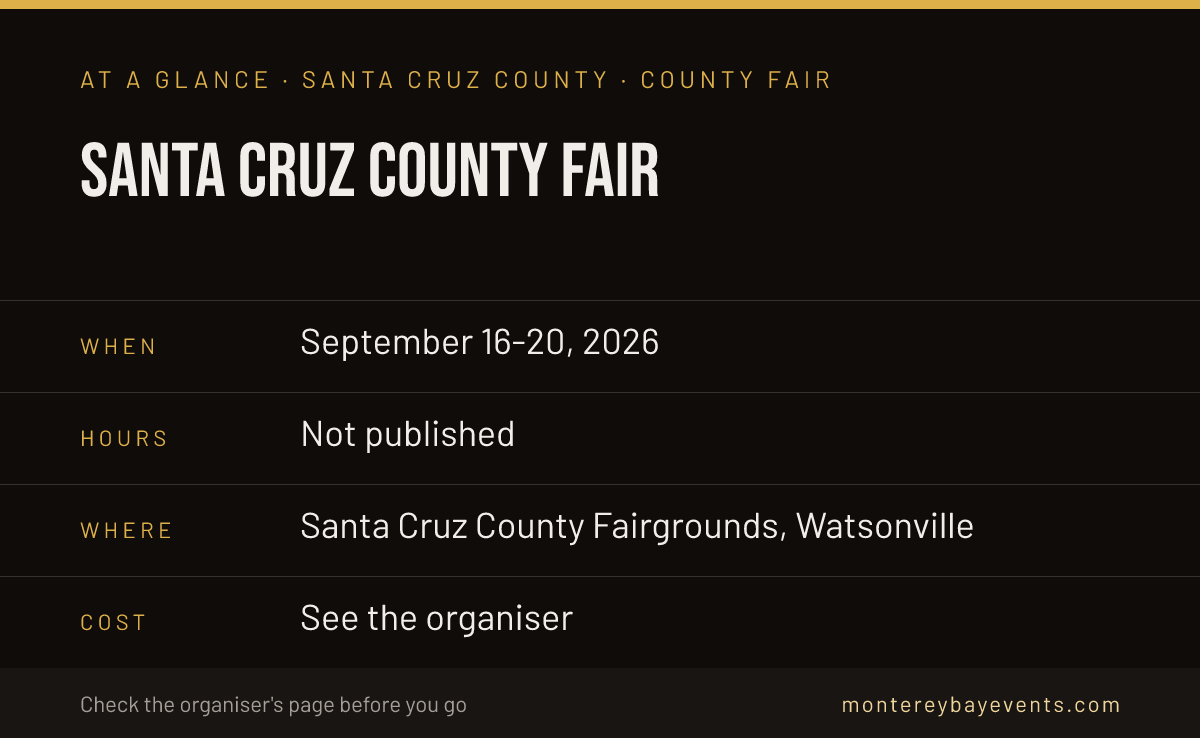 AT A GLANCE · SANTA CRUZ COUNTY · COUNTY FAIR
SANTA CRUZ COUNTY FAIR
WHEN September 16-20, 2026
HOURS Not published
WHERE Santa Cruz County Fairgrounds, Watsonville
COST See the organiser
Check the organiser's page before you go montereybayevents.com